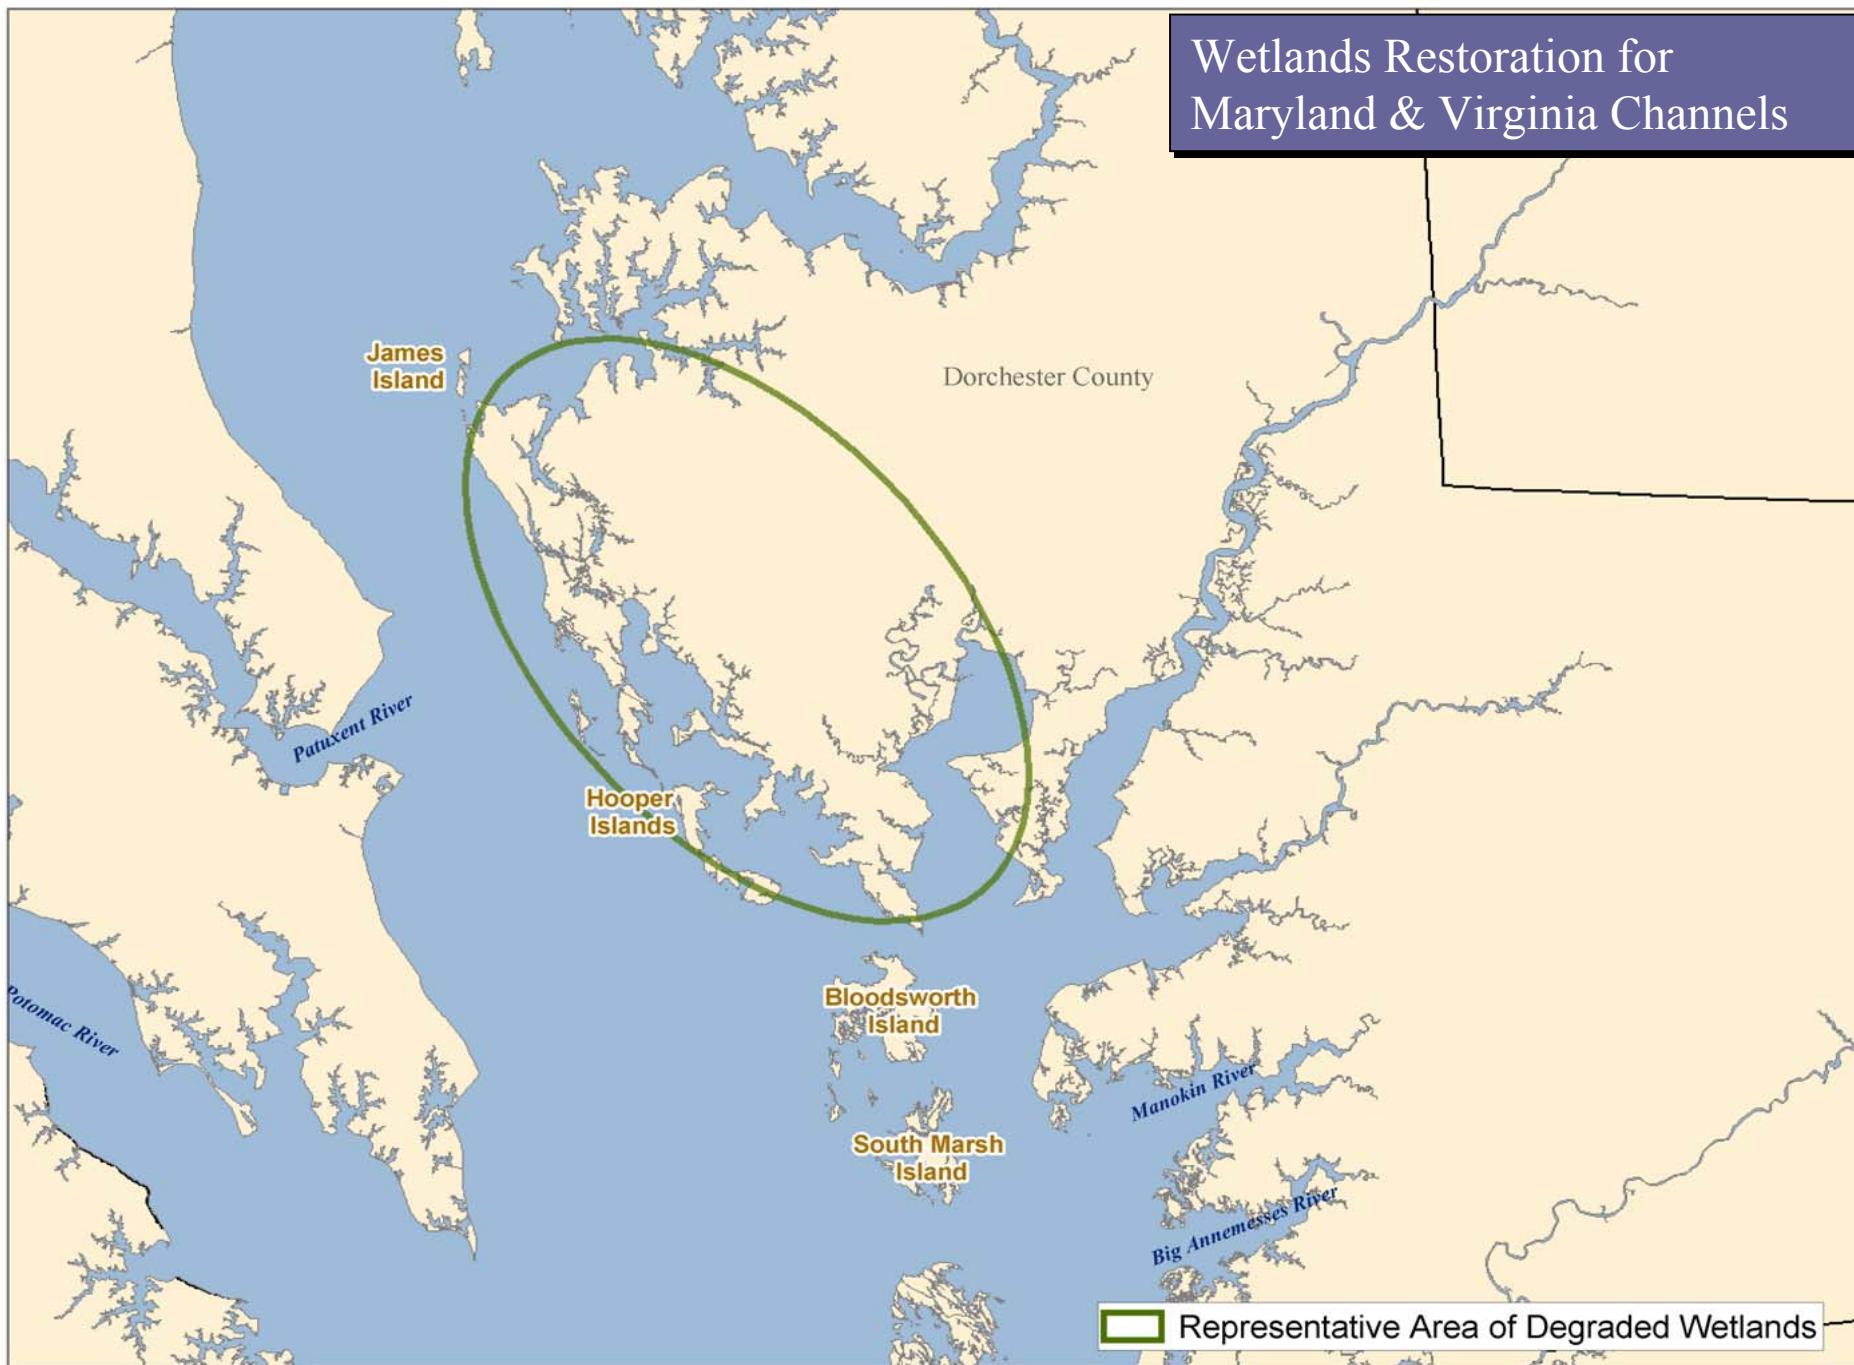 Wetlands Restoration for
Maryland & Virginia Channels
James
Island
Dorchester County
Patuxent River
Hooper
Islands
Bloodsworth
Island
Potomac River
Manokin River
South Marsh
Island
Big Annemesses River
Representative Area of Degraded Wetlands